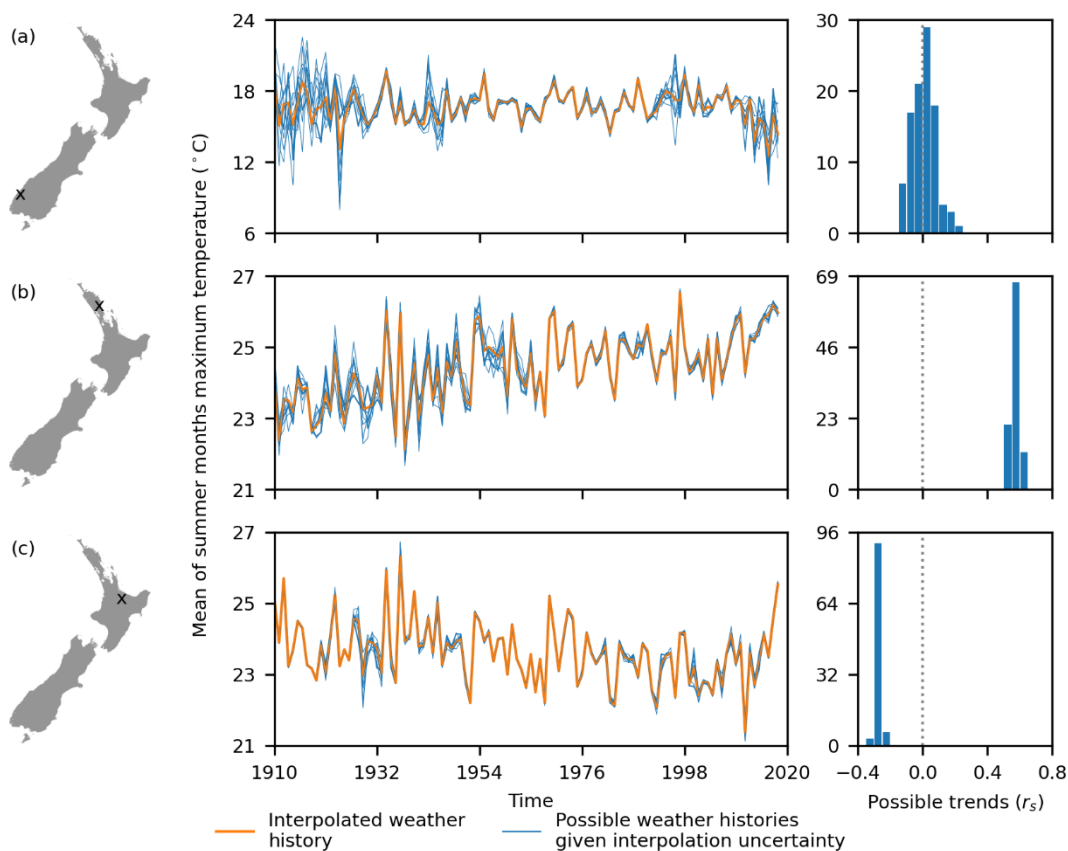 (a)
x
24
18
12
6
30
20
10
0
(b)
x
27
25
23
21
69
46
23
0
(c)
x
27
25
23
21
96
64
32
0
Mean of summer months maximum temperature (°C)
1910
1932
1954
1976
1998
2020
Time
−0.4
0.0
0.4
0.8
Possible trends (rₛ)
Interpolated weather
history
Possible weather histories
given interpolation uncertainty